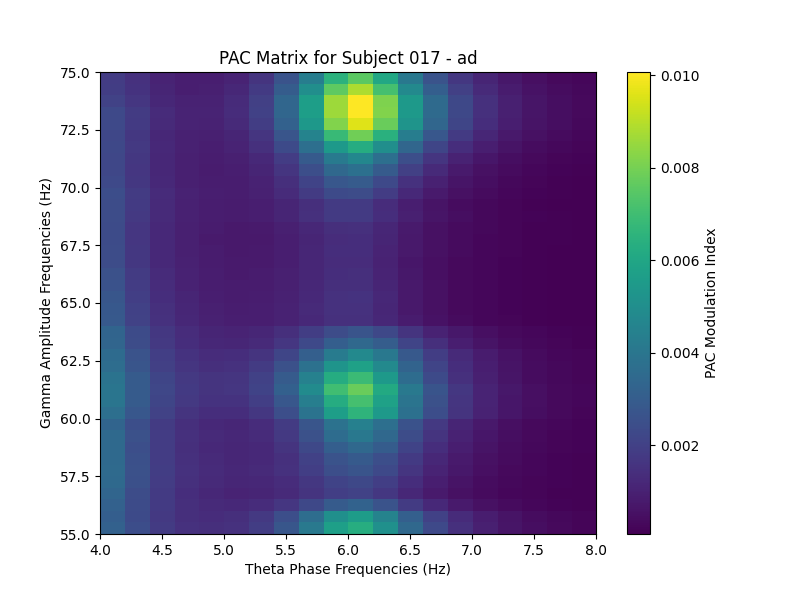 PAC Matrix for Subject 017 - ad
75.0
72.5
70.0
67.5
65.0
62.5
60.0
57.5
55.0
Gamma Amplitude Frequencies (Hz)
4.0 4.5 5.0 5.5 6.0 6.5 7.0 7.5 8.0
Theta Phase Frequencies (Hz)
0.010
0.008
0.006
0.004
0.002
PAC Modulation Index